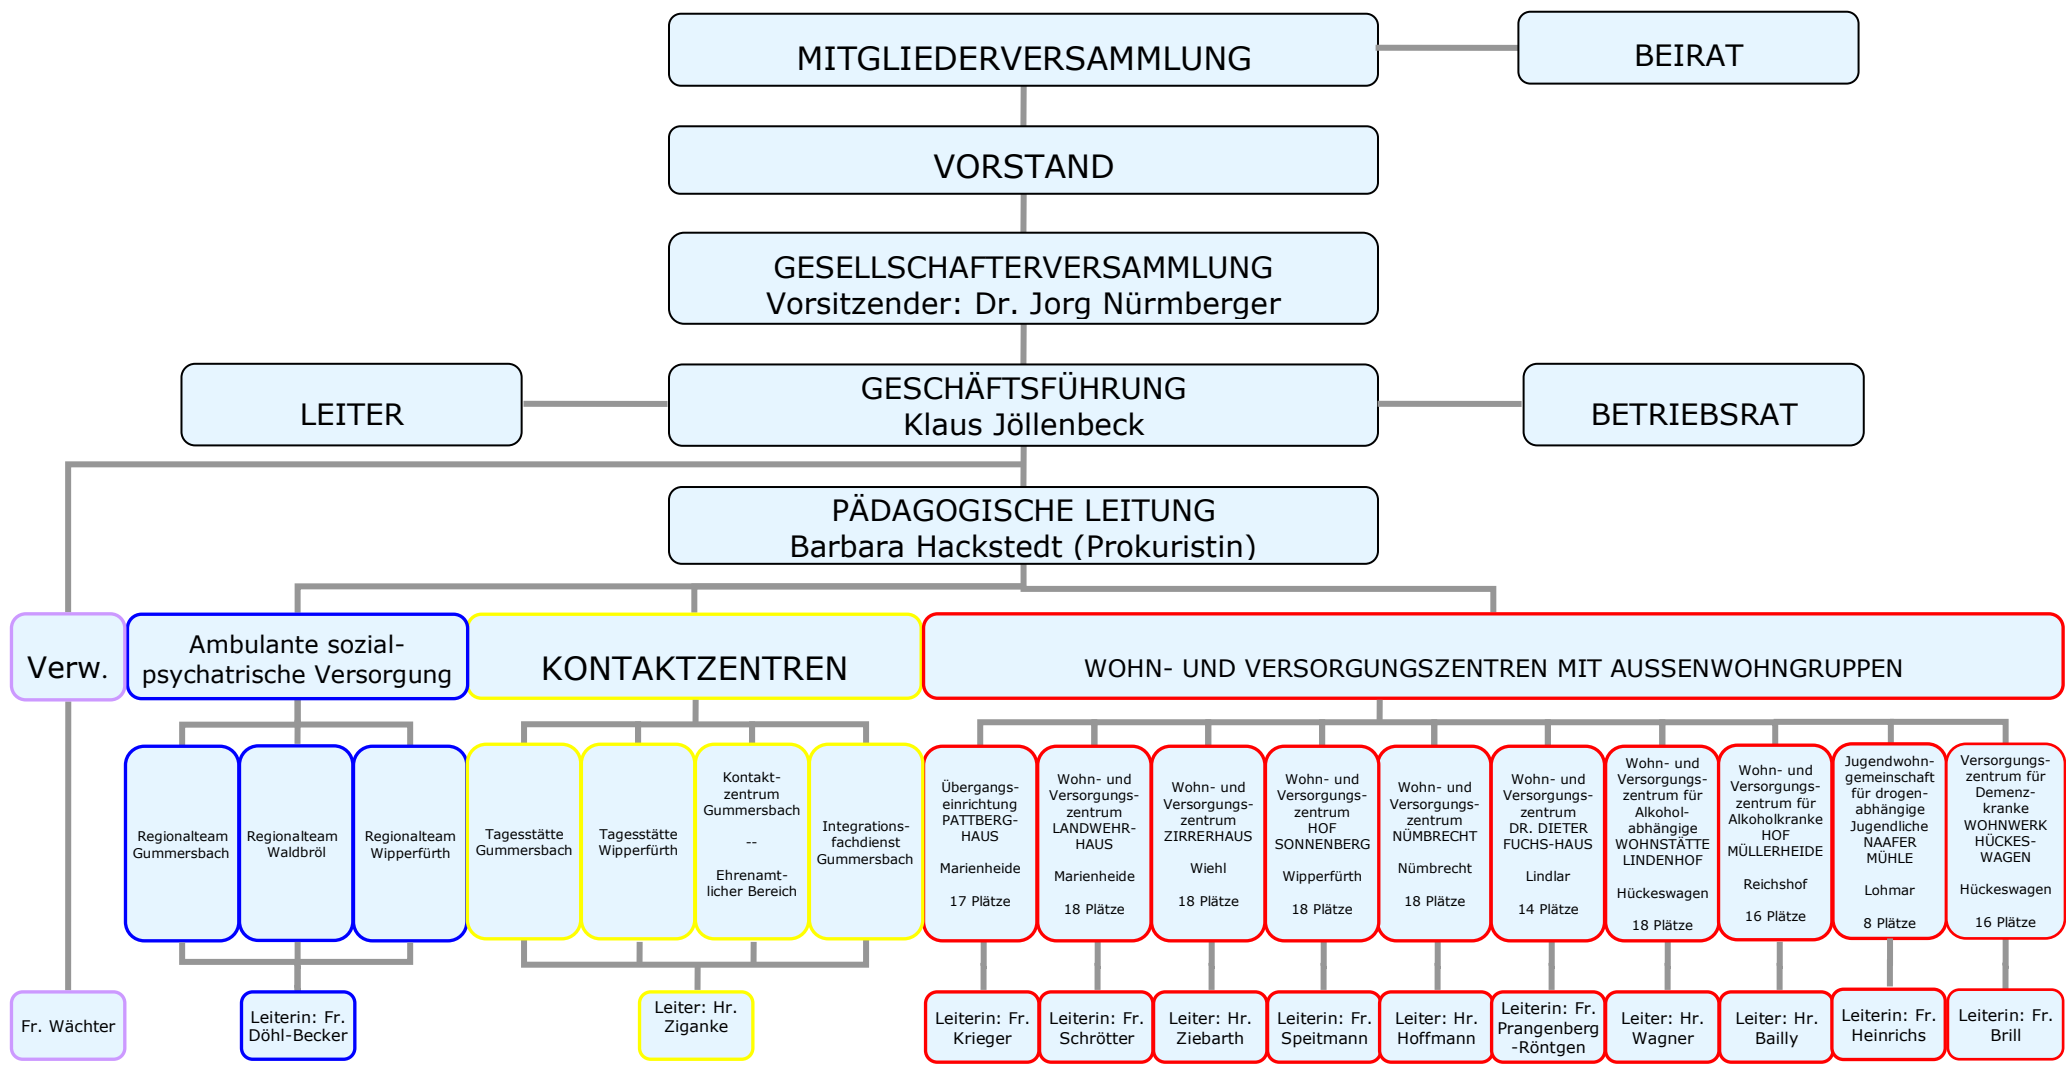 MITGLIEDERVERSAMMLUNG
BEIRAT
VORSTAND
GESELLSCHAFTERVERSAMMLUNG
Vorsitzender: Dr. Jorg Nürmberger
LEITER
GESCHÄFTSFÜHRUNG
Klaus Jöllenbeck
BETRIEBSRAT
PÄDAGOGISCHE LEITUNG
Barbara Hackstedt (Prokuristin)
Verw.
Ambulante sozial-
psychatrische Versorgung
KONTAKTZENTREN
WOHN- UND VERSORGUNGSZENTREN MIT AUSSENWOHNGRUPPEN
Regionalteam
Gummersbach
Regionalteam
Waldbröl
Regionalteam
Wipperfürth
Tagesstätte
Gummersbach
Tagesstätte
Wipperfürth
Kontakt-
zentrum
Gummersbach
--
Ehrenamt-
licher Bereich
Integrations-
fachdienst
Gummersbach
Übergangs-
einrichtung
PATTBERG-
HAUS
Marienheide
17 Plätze
Wohn- und
Versorgungs-
zentrum
LANDWEHR-
HAUS
Marienheide
18 Plätze
Wohn- und
Versorgungs-
zentrum
ZIRRERHAUS
Wiehl
18 Plätze
Wohn- und
Versorgungs-
zentrum
HOF
SONNENBERG
Wipperfürth
18 Plätze
Wohn- und
Versorgungs-
zentrum
NÜMBRECHT
Nümbrecht
18 Plätze
Wohn- und
Versorgungs-
zentrum
DR. DIETER
FUCHS-HAUS
Lindlar
14 Plätze
Wohn- und
Versorgungs-
zentrum für
Alkohol-
abhängige
WOHNSTÄTTE
LINDENHOF
Hückeswagen
18 Plätze
Wohn- und
Versorgungs-
zentrum für
Alkoholkranke
HOF
MÜLLERHEIDE
Reichshof
16 Plätze
Jugendwohn-
gemeinschaft
für drogen-
abhängige
Jugendliche
NAAFER
MÜHLE
Lohmar
8 Plätze
Versorgungs-
zentrum für
Demenz-
kranke
WOHNWERK
HÜCKES-
WAGEN
Hückeswagen
16 Plätze
Fr. Wächter
Leiterin: Fr.
Döhl-Becker
Leiter: Hr.
Ziganke
Leiterin: Fr.
Krieger
Leiterin: Fr.
Schrötter
Leiter: Hr.
Ziebarth
Leiterin: Fr.
Speitmann
Leiter: Hr.
Hoffmann
Leiterin: Fr.
Prangenberg
-Röntgen
Leiter: Hr.
Wagner
Leiter: Hr.
Bailly
Leiterin: Fr.
Heinrichs
Leiterin: Fr.
Brill